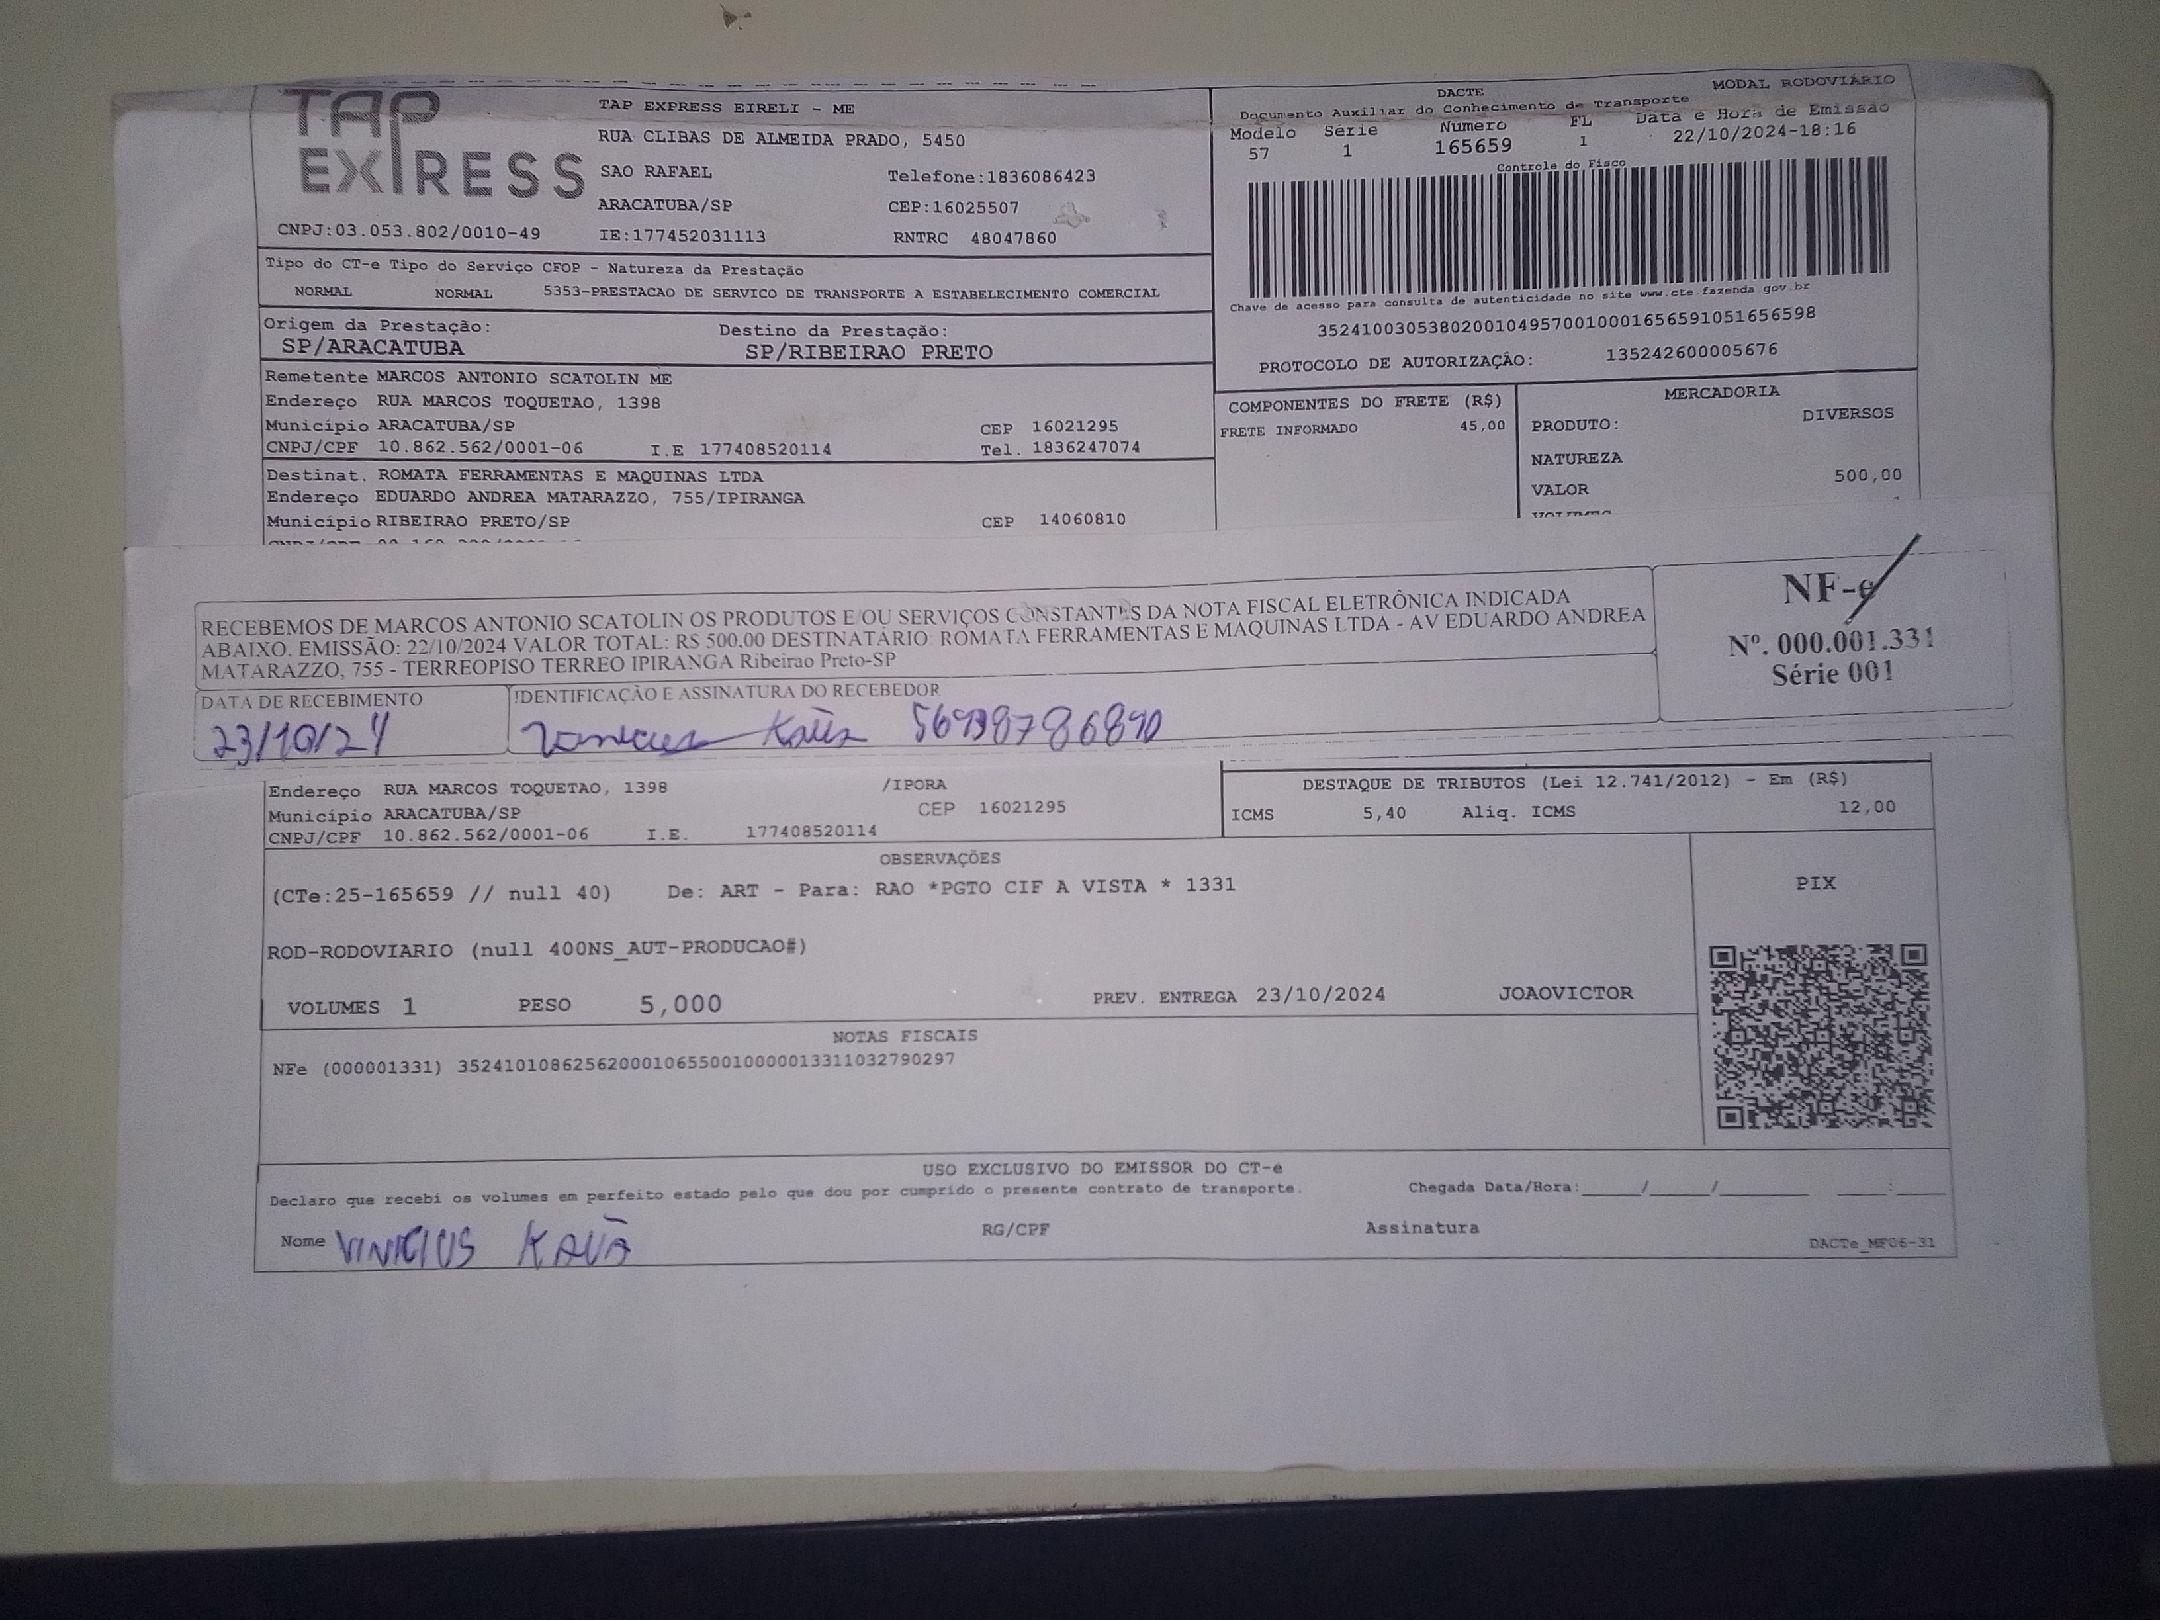 TAP EXPRESS
TAP EXPRESS EIRELI - ME
RUA CLIBAS DE ALMEIDA PRADO, 5450
SAO RAFAEL Telefone:1836086423
ARACATUBA/SP CEP:16025507
CNPJ:03.053.802/0010-49 IE:177452031113 RNTRC 48047860
DACTE MODAL RODOVIÁRIO
Documento Auxiliar do Conhecimento de Transporte
Modelo Série Número FL Data e Hora de Emissão
57 1 165659 1 22/10/2024-18:16
Controle do Fisco
Chave de acesso para consulta de autenticidade no site www.cte.fazenda.gov.br
35241003053802001049570010001656591051656598
PROTOCOLO DE AUTORIZAÇÃO: 135242600005676
Tipo do CT-e Tipo do Serviço CFOP - Natureza da Prestação
NORMAL NORMAL 5353-PRESTACAO DE SERVICO DE TRANSPORTE A ESTABELECIMENTO COMERCIAL
Origem da Prestação: Destino da Prestação:
SP/ARACATUBA SP/RIBEIRAO PRETO
Remetente MARCOS ANTONIO SCATOLIN ME
Endereço RUA MARCOS TOQUETAO, 1398
Município ARACATUBA/SP CEP 16021295
CNPJ/CPF 10.862.562/0001-06 I.E 177408520114 Tel. 1836247074
Destinat. ROMATA FERRAMENTAS E MAQUINAS LTDA
Endereço EDUARDO ANDREA MATARAZZO, 755/IPIRANGA
Município RIBEIRAO PRETO/SP CEP 14060810
COMPONENTES DO FRETE (R$)
FRETE INFORMADO 45,00
MERCADORIA
PRODUTO: DIVERSOS
NATUREZA
VALOR 500,00
RECEBEMOS DE MARCOS ANTONIO SCATOLIN OS PRODUTOS E/OU SERVIÇOS CONSTANTES DA NOTA FISCAL ELETRÔNICA INDICADA
ABAIXO. EMISSÃO: 22/10/2024 VALOR TOTAL: R$ 500.00 DESTINATÁRIO: ROMATA FERRAMENTAS E MAQUINAS LTDA - AV EDUARDO ANDREA
MATARAZZO, 755 - TERREOPISO TERREO IPIRANGA Ribeirao Preto-SP
NF-e
Nº. 000.001.331
Série 001
DATA DE RECEBIMENTO IDENTIFICAÇÃO E ASSINATURA DO RECEBEDOR
23/10/24 Vinicius Kauã
Endereço RUA MARCOS TOQUETAO, 1398 /IPORA
Município ARACATUBA/SP CEP 16021295
CNPJ/CPF 10.862.562/0001-06 I.E. 177408520114
DESTAQUE DE TRIBUTOS (Lei 12.741/2012) - Em (R$)
ICMS 5,40 Aliq. ICMS 12,00
OBSERVAÇÕES
(CTe:25-165659 // null 40) De: ART - Para: RAO *PGTO CIF A VISTA * 1331
ROD-RODOVIARIO (null 400NS_AUT-PRODUCAO#)
VOLUMES 1 PESO 5,000 PREV. ENTREGA 23/10/2024 JOAOVICTOR
PIX
NOTAS FISCAIS
NFe (000001331) 35241010862562000106550010000013311032790297
USO EXCLUSIVO DO EMISSOR DO CT-e
Declaro que recebi os volumes em perfeito estado pelo que dou por cumprido o presente contrato de transporte. Chegada Data/Hora:____/____/______ ___:___
Nome VINICIUS KAUÃ RG/CPF Assinatura
DACTe_MF06-31